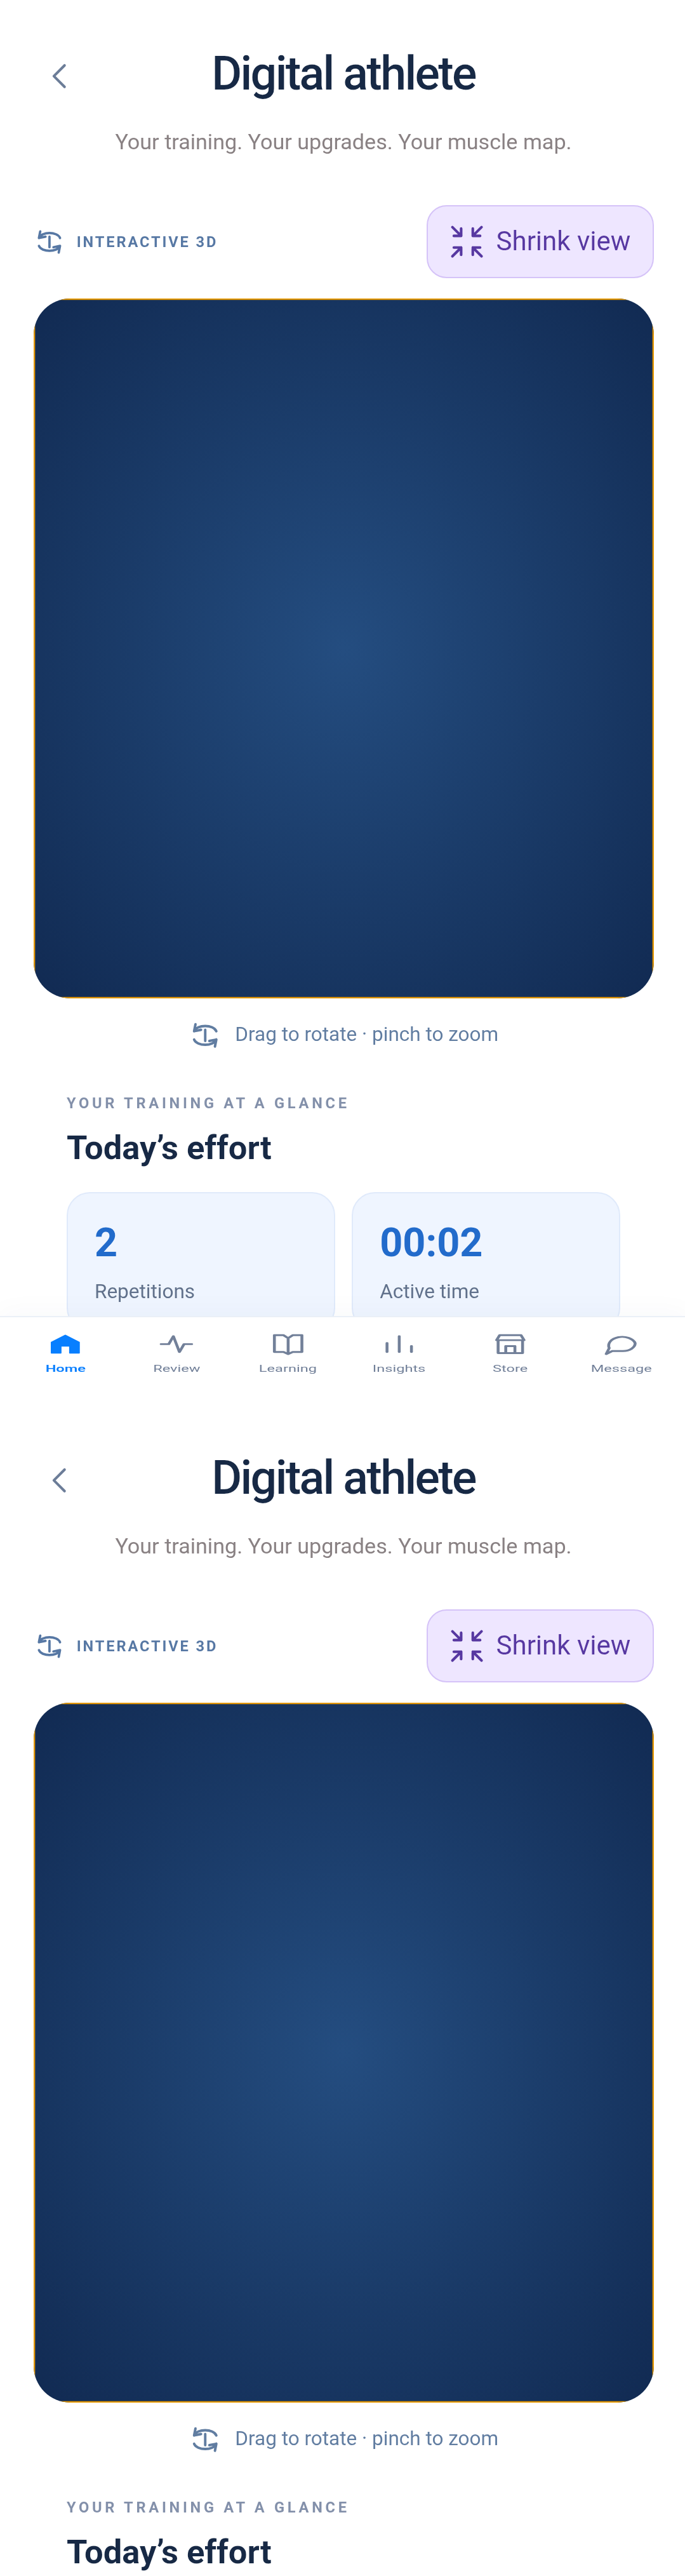 Digital athlete
Your training. Your upgrades. Your muscle map.
INTERACTIVE 3D
Shrink view
Drag to rotate · pinch to zoom
YOUR TRAINING AT A GLANCE
Today’s effort
2
00:02
Repetitions
Active time
Home
Review
Learning
Insights
Store
Message
Digital athlete
Your training. Your upgrades. Your muscle map.
INTERACTIVE 3D
Shrink view
Drag to rotate · pinch to zoom
YOUR TRAINING AT A GLANCE
Today’s effort